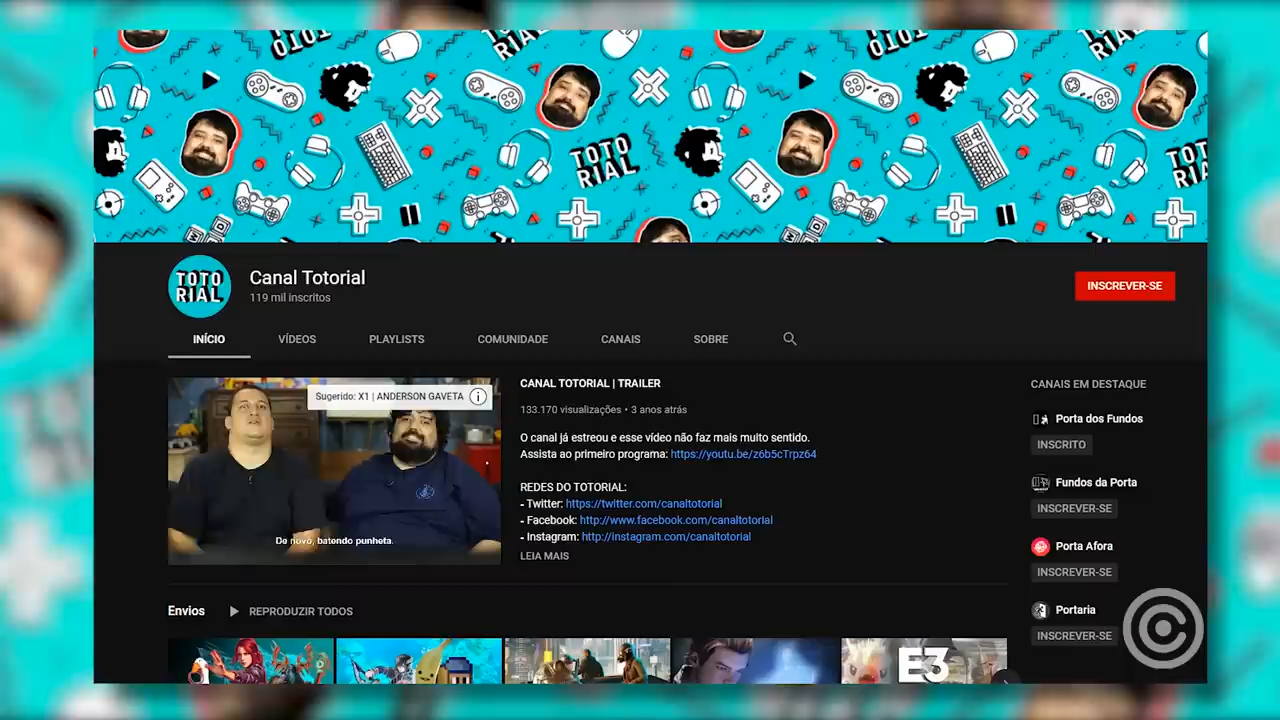 TOTO
RIAL
TOTO
RIAL
Canal Totorial
119 mil inscritos
INSCREVER-SE
INÍCIO
VÍDEOS
PLAYLISTS
COMUNIDADE
CANAIS
SOBRE
Sugerido: X1 | ANDERSON GAVETA
De novo, batendo punheta.
CANAL TOTORIAL | TRAILER
133.170 visualizações • 3 anos atrás
O canal já estreou e esse vídeo não faz mais muito sentido.
Assista ao primeiro programa: https://youtu.be/z6b5cTrpz64
REDES DO TOTORIAL:
- Twitter: https://twitter.com/canaltotorial
- Facebook: http://www.facebook.com/canaltotorial
- Instagram: http://instagram.com/canaltotorial
LEIA MAIS
CANAIS EM DESTAQUE
Porta dos Fundos
INSCRITO
Fundos da Porta
INSCREVER-SE
Porta Afora
INSCREVER-SE
Portaria
INSCREVER-SE
Envios
REPRODUZIR TODOS
E3